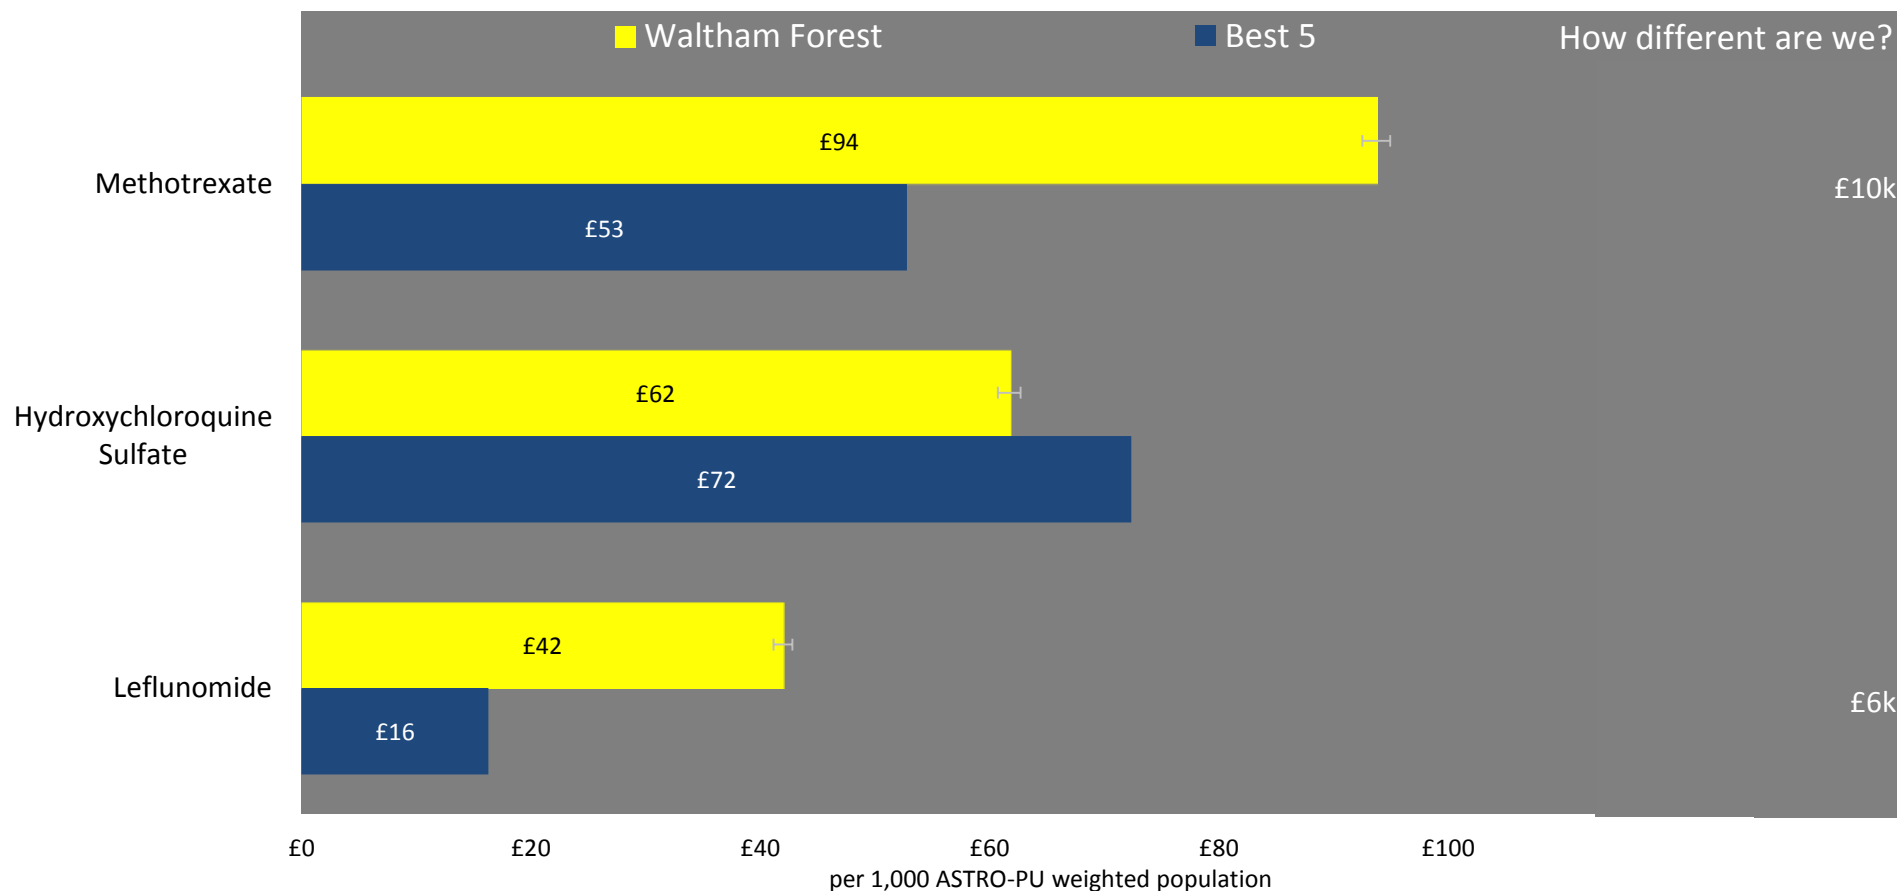 Waltham Forest
Best 5
How different are we?
Methotrexate
£94
£53
£10k
Hydroxychloroquine
Sulfate
£62
£72
Leflunomide
£42
£16
£6k
£0 £20 £40 £60 £80 £100
per 1,000 ASTRO-PU weighted population